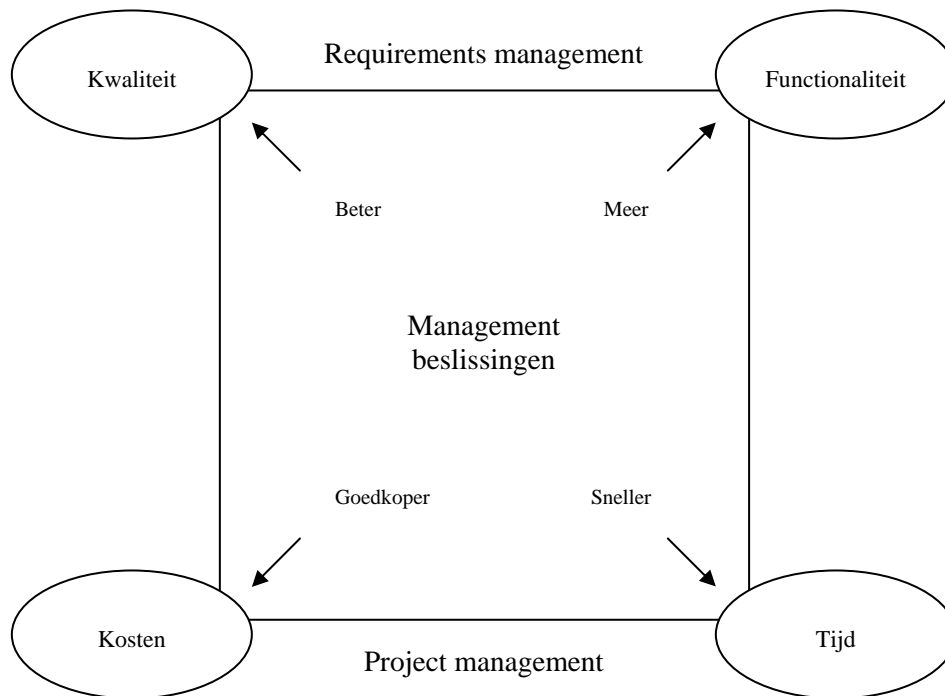 Requirements management
Kwaliteit
Functionaliteit
Beter
Meer
Management
beslissingen
Goedkoper
Sneller
Kosten
Tijd
Project management